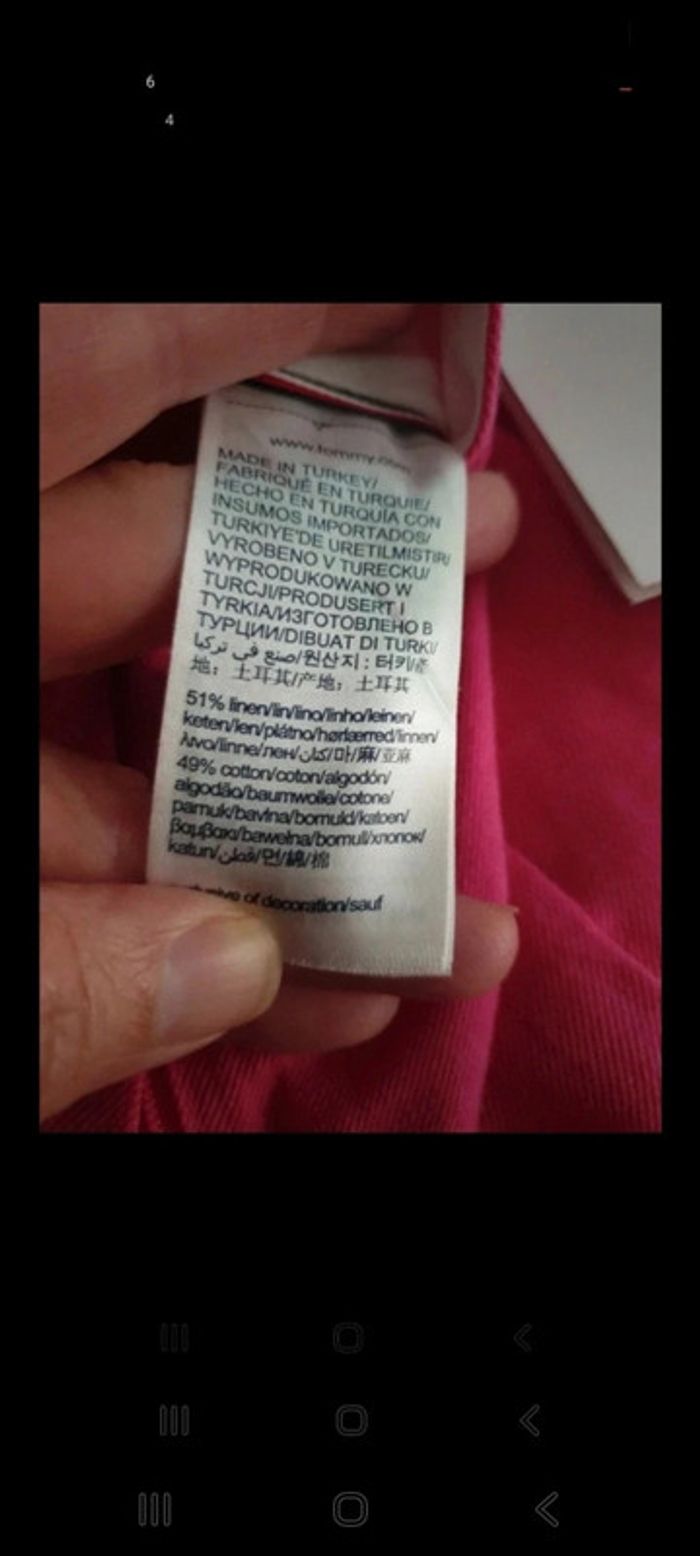 6
4
www.tommy.com
MADE IN TURKEY/
FABRIQUÉ EN TURQUIE/
HECHO EN TURQUÍA CON
INSUMOS IMPORTADOS/
TURKIYE'DE URETILMISTIR/
VYROBENO V TURECKU/
WYPRODUKOWANO W
TURCJI/PRODUSERT I
TYRKIA/ИЗГОТОВЛЕНО В
ТУРЦИИ/DIBUAT DI TURKI/
صنع في تركيا/원산지: 터키/產
地: 土耳其/产地: 土耳其
51% linen/lin/lino/linho/leinen/
keten/len/plátno/hørlærred/linnen/
λινο/linne/лен/كتان/마/麻/亚麻
49% cotton/coton/algodón/
algodão/baumwolle/cotone/
pamuk/bavlna/bomuld/katoen/
βαμβακι/bawełna/bomull/хлопок/
katun/قطن/면/綿/棉
of decoration/sauf